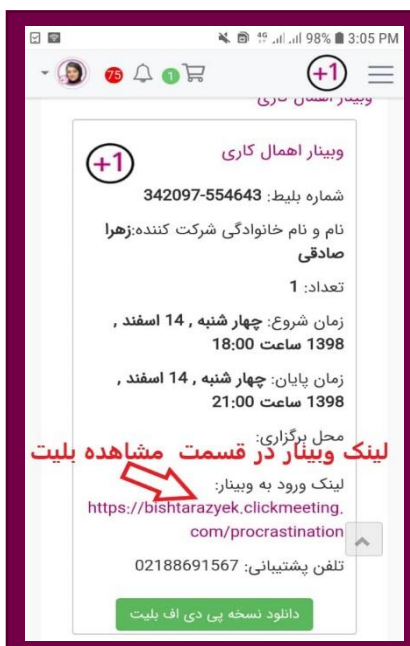 98% 3:05 PM
4G
75
1
+1
وبینار اهمال کاری
+1
وبینار اهمال کاری
شماره بلیط: 342097-554643
نام و نام خانوادگی شرکت کننده:زهرا
صادقی
تعداد: 1
زمان شروع: چهار شنبه , 14 اسفند ,
1398 ساعت 18:00
زمان پایان: چهار شنبه , 14 اسفند ,
1398 ساعت 21:00
محل برگزاری:
لینک وبینار در قسمت مشاهده بلیت
لینک ورود به وبینار:
https://bishtarazyek.clickmeeting.
com/procrastination
تلفن پشتیبانی: 02188691567
دانلود نسخه پی دی اف بلیت